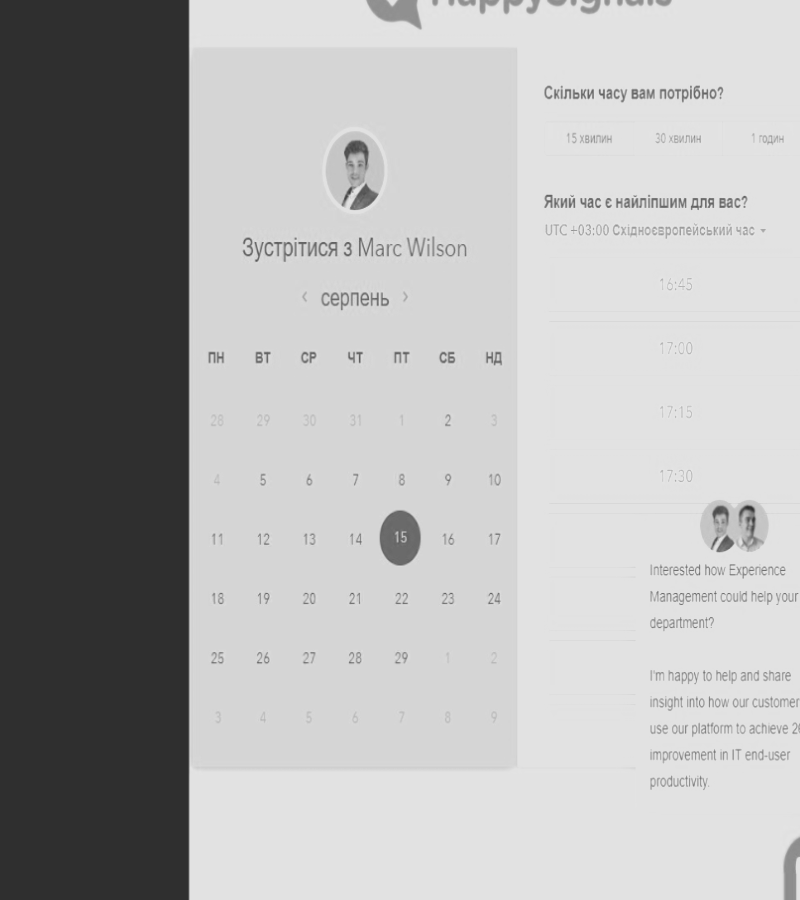 HappySignals
Зустрітися з Marc Wilson
‹ серпень ›
ПН ВТ СР ЧТ ПТ СБ НД
28 29 30 31 1 2 3
4 5 6 7 8 9 10
11 12 13 14 15 16 17
18 19 20 21 22 23 24
25 26 27 28 29 1 2
3 4 5 6 7 8 9
Скільки часу вам потрібно?
15 хвилин 30 хвилин 1 годин
Який час є найліпшим для вас?
UTC +03:00 Східноєвропейський час
16:45
17:00
17:15
17:30
Interested how Experience
Management could help your
department?
I'm happy to help and share
insight into how our customer
use our platform to achieve
improvement in IT end-user
productivity.